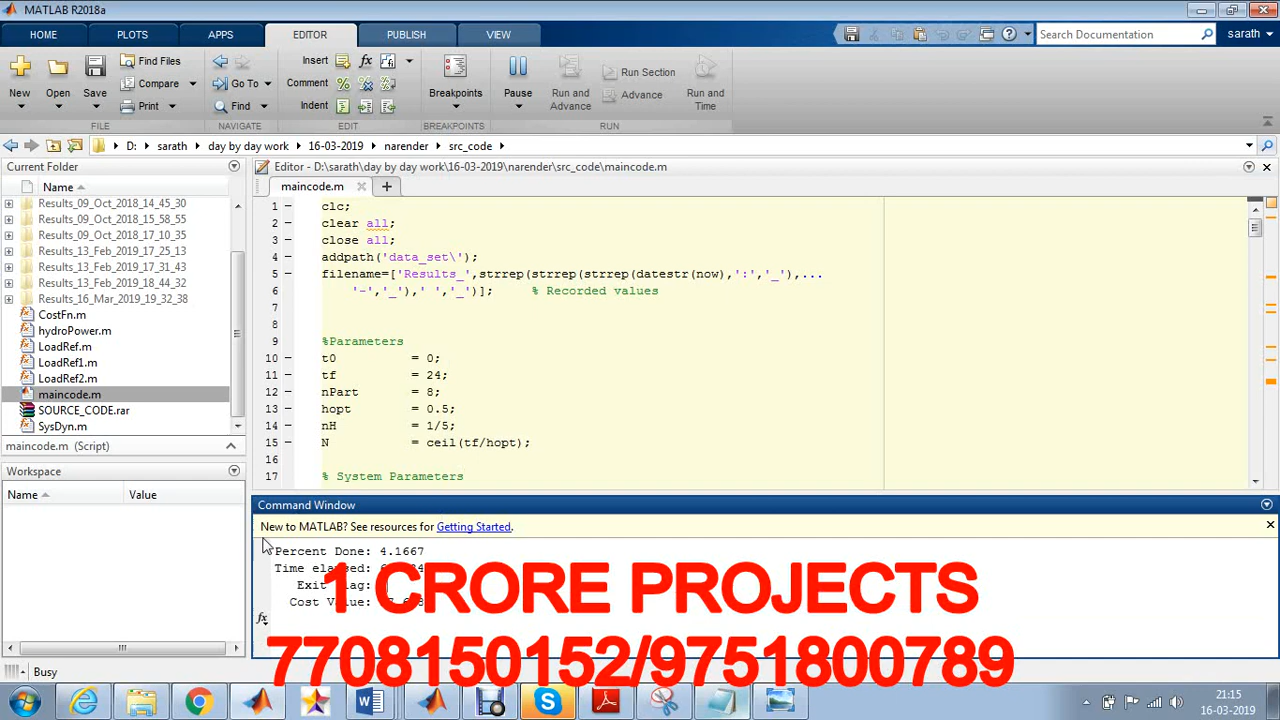 MATLAB R2018a
HOME PLOTS APPS EDITOR PUBLISH VIEW Search Documentation sarath
New Open Save Find Files Compare Print
Go To Find
Insert Comment Indent
Breakpoints
Pause Run and Advance Run Section Advance Run and Time
FILE NAVIGATE EDIT BREAKPOINTS RUN
D: sarath day by day work 16-03-2019 narender src_code
Current Folder
Name
Results_09_Oct_2018_14_45_30
Results_09_Oct_2018_15_58_55
Results_09_Oct_2018_17_10_35
Results_13_Feb_2019_17_25_13
Results_13_Feb_2019_17_31_43
Results_13_Feb_2019_18_44_32
Results_16_Mar_2019_19_32_38
CostFn.m
hydroPower.m
LoadRef.m
LoadRef1.m
LoadRef2.m
maincode.m
SOURCE_CODE.rar
SysDyn.m
maincode.m (Script)
Workspace
Name Value
Editor - D:\sarath\day by day work\16-03-2019\narender\src_code\maincode.m
maincode.m
1 clc;
2 clear all;
3 close all;
4 addpath('data_set\');
5 filename=['Results_',strrep(strrep(strrep(datestr(now),':','_'),...
6 '-','_'),' ','_')]; % Recorded values
7
8
9 %Parameters
10 t0 = 0;
11 tf = 24;
12 nPart = 8;
13 hopt = 0.5;
14 nH = 1/5;
15 N = ceil(tf/hopt);
16
17 % System Parameters
Command Window
New to MATLAB? See resources for Getting Started.
Percent Done: 4.1667
Time elapsed:
Exit Flag:
Cost Value:
fx
1 CRORE PROJECTS
7708150152/9751800789
Busy
21:15
16-03-2019